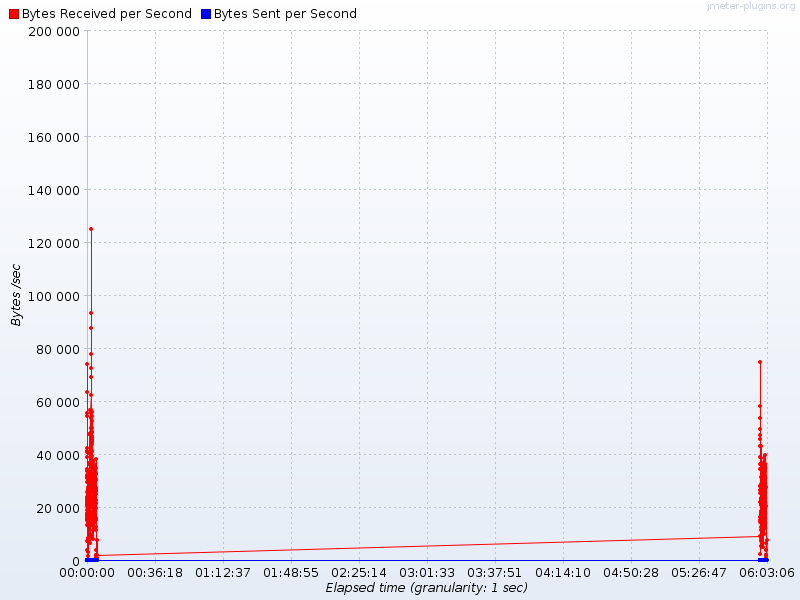 Bytes Received per Second Bytes Sent per Second
jmeter-plugins.org
200 000
180 000
160 000
140 000
120 000
100 000
80 000
60 000
40 000
20 000
0
Bytes /sec
00:00:00 00:36:18 01:12:37 01:48:55 02:25:14 03:01:33 03:37:51 04:14:10 04:50:28 05:26:47 06:03:06
Elapsed time (granularity: 1 sec)